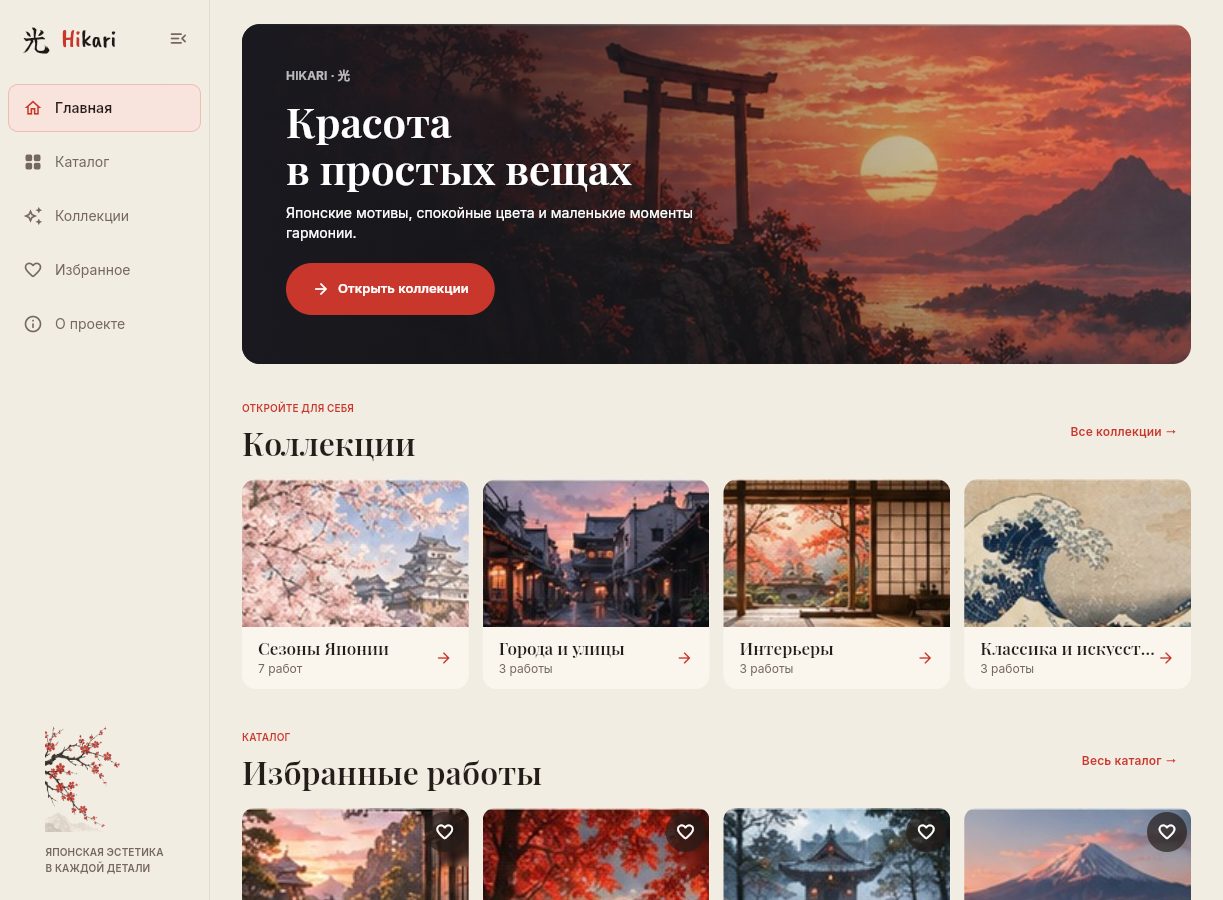 光 Hikari
Главная
Каталог
Коллекции
Избранное
О проекте
ЯПОНСКАЯ ЭСТЕТИКА
В КАЖДОЙ ДЕТАЛИ
HIKARI · 光
Красота
в простых вещах
Японские мотивы, спокойные цвета и маленькие моменты
гармонии.
Открыть коллекции
ОТКРОЙТЕ ДЛЯ СЕБЯ
Коллекции
Все коллекции →
Сезоны Японии
7 работ
Города и улицы
3 работы
Интерьеры
3 работы
Классика и искусст...
3 работы
КАТАЛОГ
Избранные работы
Весь каталог →